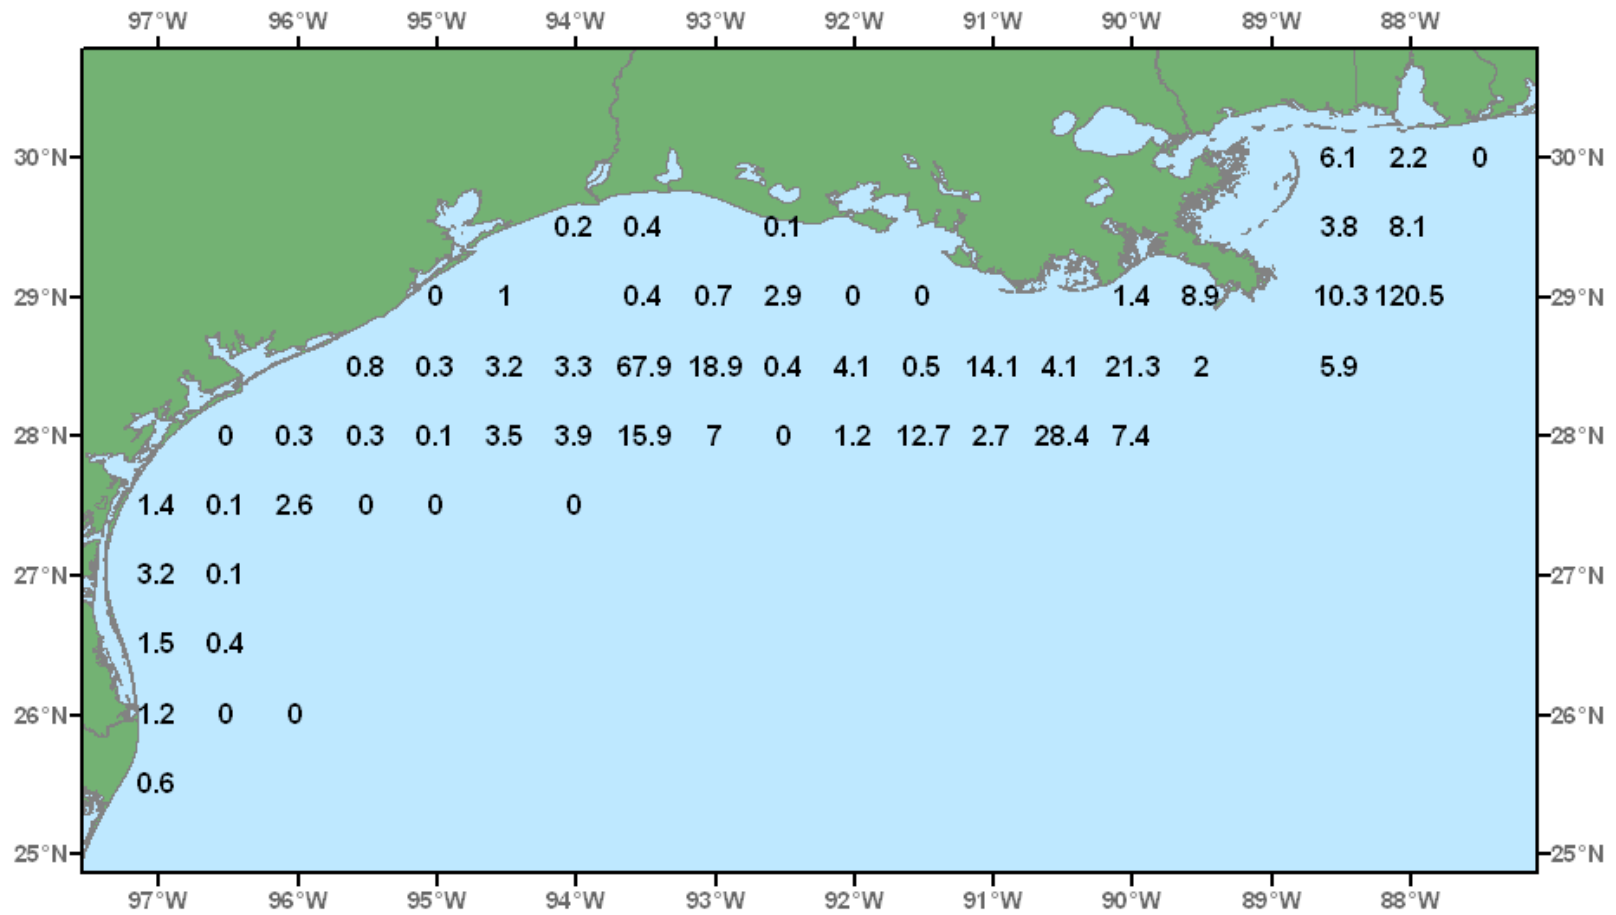 97°W 96°W 95°W 94°W 93°W 92°W 91°W 90°W 89°W 88°W
30°N 6.1 2.2 0 30°N
0.2 0.4 0.1 3.8 8.1
29°N 0 1 0.4 0.7 2.9 0 0 1.4 8.9 10.3 120.5 29°N
0.8 0.3 3.2 3.3 67.9 18.9 0.4 4.1 0.5 14.1 4.1 21.3 2 5.9
28°N 0 0.3 0.3 0.1 3.5 3.9 15.9 7 0 1.2 12.7 2.7 28.4 7.4 28°N
1.4 0.1 2.6 0 0 0
27°N 3.2 0.1 27°N
1.5 0.4
26°N 1.2 0 0 26°N
0.6
25°N 25°N
97°W 96°W 95°W 94°W 93°W 92°W 91°W 90°W 89°W 88°W